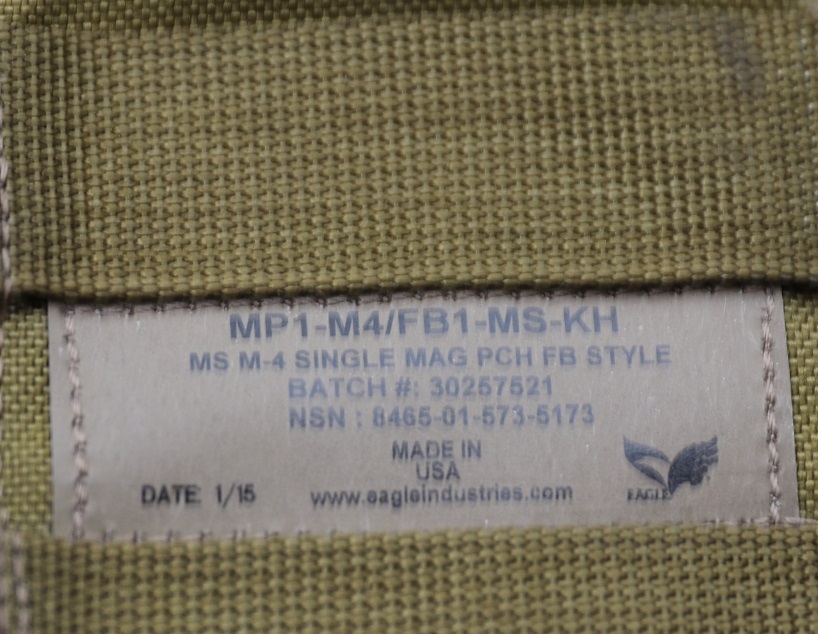 MP1-M4/FB1-MS-KH
MS M-4 SINGLE MAG PCH FB STYLE
BATCH #: 30257521
NSN : 8465-01-573-5173
MADE IN
USA
DATE 1/15 www.eagleindustries.com
EAGLE